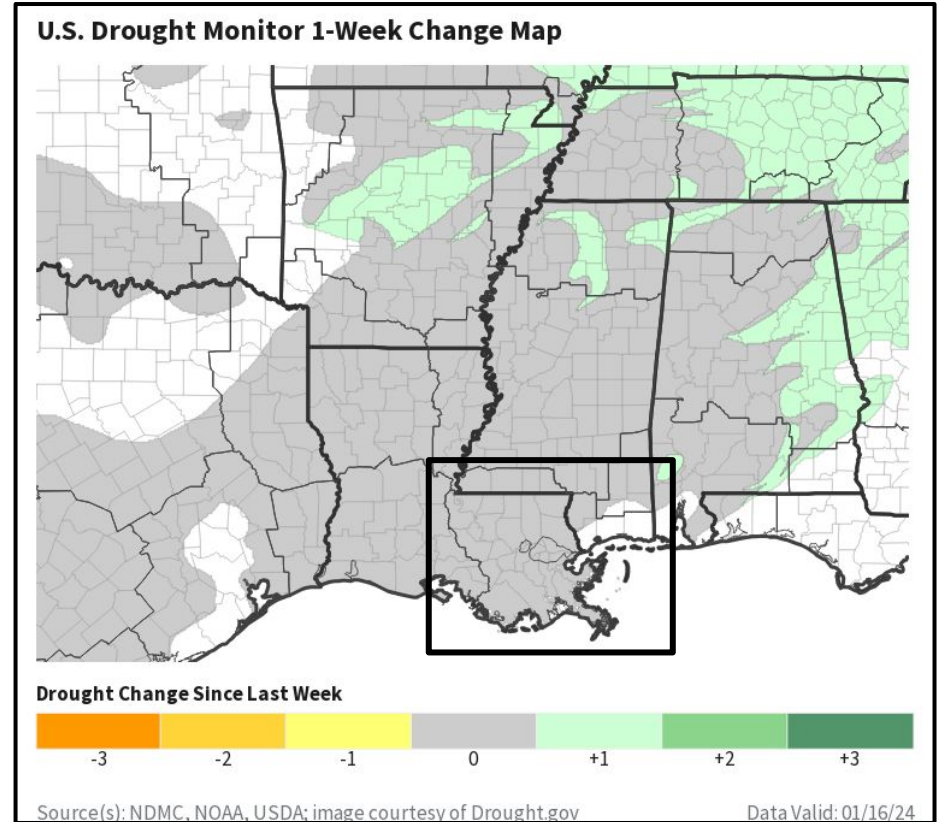 U.S. Drought Monitor 1-Week Change Map
Drought Change Since Last Week
-3 -2 -1 0 +1 +2 +3
Source(s): NDMC, NOAA, USDA; image courtesy of Drought.gov Data Valid: 01/16/24